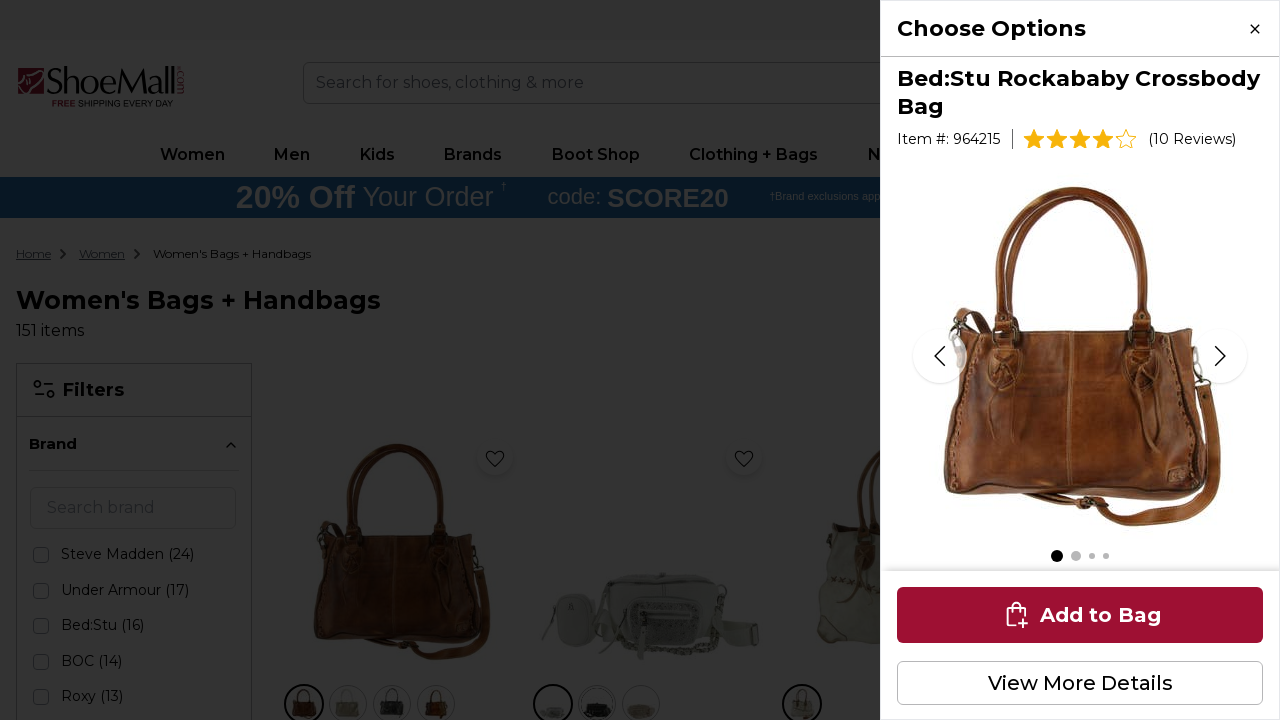 Choose Options
×
Bed:Stu Rockababy Crossbody
Bag
Item #: 964215
(10 Reviews)
Add to Bag
View More Details
ShoeMall.com
FREE SHIPPING EVERY DAY
Search for shoes, clothing & more
Women
Men
Kids
Brands
Boot Shop
Clothing + Bags
N
20% Off Your Order †
code: SCORE20
†Brand exclusions app
Home
Women
Women's Bags + Handbags
Women's Bags + Handbags
151 items
Filters
Brand
Search brand
Steve Madden (24)
Under Armour (17)
Bed:Stu (16)
BOC (14)
Roxy (13)